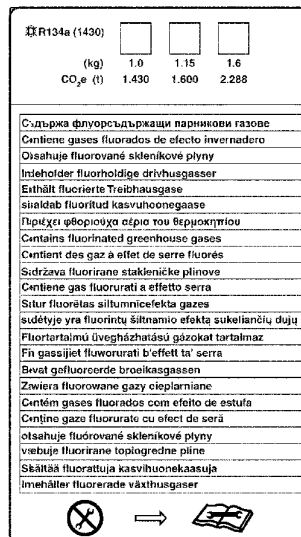 R134a (1430)
(kg) 1.0 1.15 1.6
CO2e (t) 1.430 1.600 2.288
Съдържа флуорсъдържащи парникови газове
Contiene gases fluorados de efecto invernadero
Obsahuje fluorované skleníkové plyny
Indeholder fluorholdige drivhusgasser
Enthält fluorierte Treibhausgase
sisaldab fluoritud kasvuhoonegaase
Περιέχει φθοριούχα αέρια του θερμοκηπίου
Contains fluorinated greenhouse gases
Contient des gaz à effet de serre fluorés
Sadržava fluorirane stakleničke plinove
Contiene gas fluorurati a effetto serra
Satur fluorētas siltumnicefekta gazes
sudėtyje yra fluorintų šiltnamio efektą sukeliančių dujų
Fluortartalmú üvegházhatású gázokat tartalmaz
Fih gassijiet fluworurati b'effett ta' serra
Bevat gefluoreerde broeikasgassen
Zawiera fluorowane gazy cieplarniane
Contém gases fluorados com efeito de estufa
Conține gaze fluorurate cu efect de seră
obsahuje fluórované skleníkové plyny
vsebuje fluorirane toplogredne pline
Sisältää fluorattuja kasvihuonekaasuja
Innehåller fluorerade växthusgaser